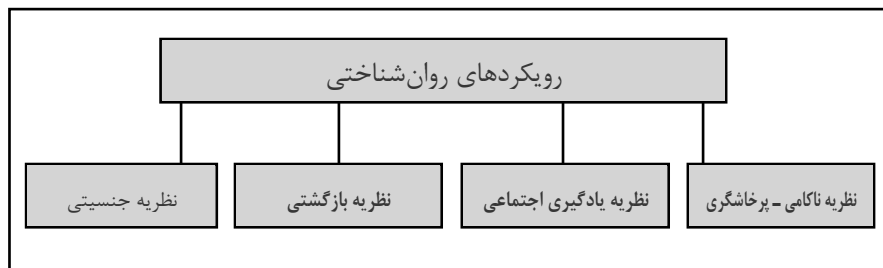 رویکردهای روان‌شناختی
نظریه ناکامی ـ پرخاشگری
نظریه یادگیری اجتماعی
نظریه بازگشتی
نظریه جنسیتی